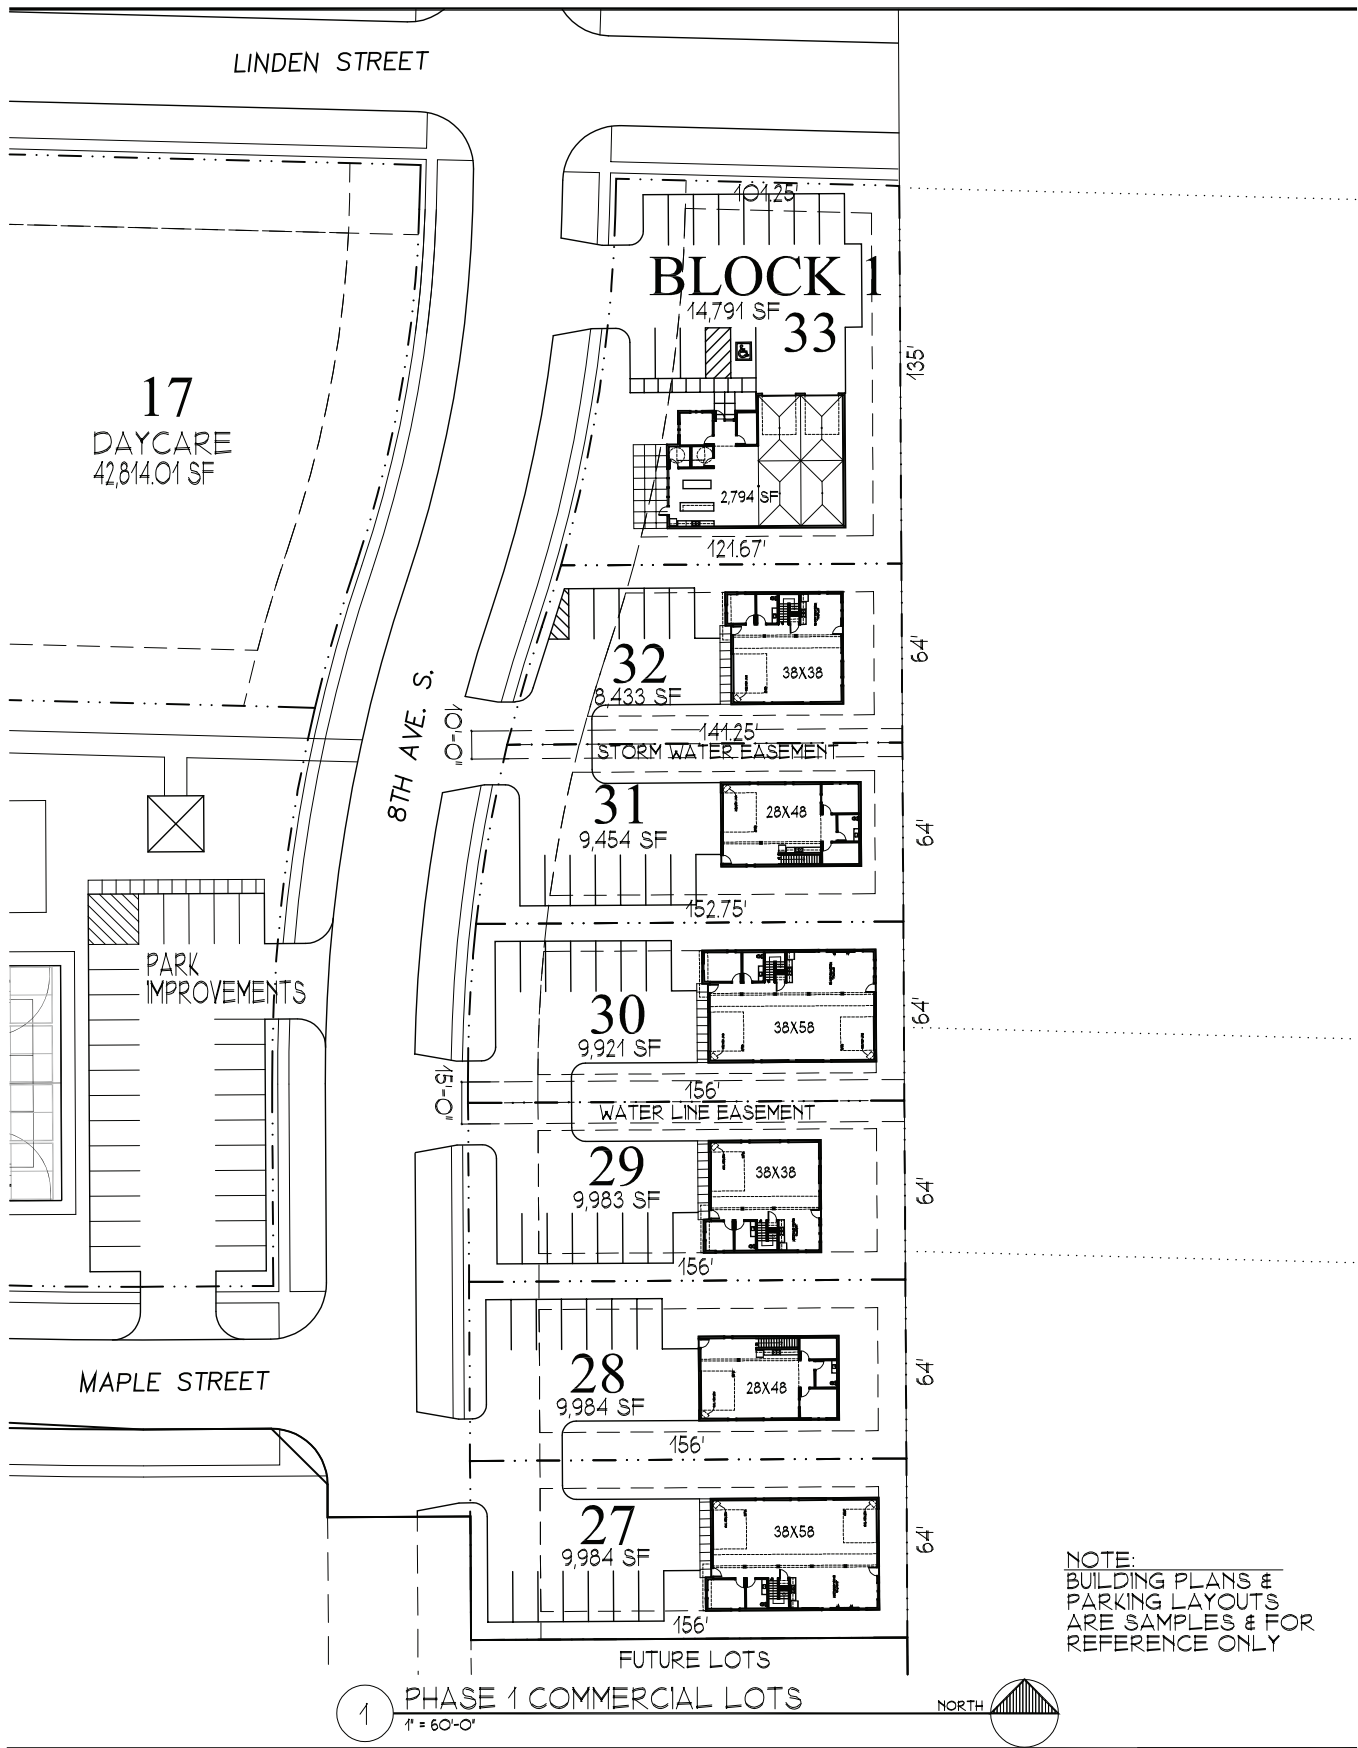 LINDEN STREET
101.25'
BLOCK 1
14,791 SF
33
135'
17
DAYCARE
42,814.01 SF
2,794 SF
121.67'
32
8,433 SF
38X38
64'
8TH AVE. S.
10'-0"
141.25'
STORM WATER EASEMENT
31
9,454 SF
28X48
64'
152.75'
PARK
IMPROVEMENTS
30
9,921 SF
38X58
64'
15'-0"
156'
WATER LINE EASEMENT
29
9,983 SF
38X38
64'
156'
MAPLE STREET
28
9,984 SF
28X48
64'
156'
27
9,984 SF
38X58
64'
156'
FUTURE LOTS
NOTE:
BUILDING PLANS &
PARKING LAYOUTS
ARE SAMPLES & FOR
REFERENCE ONLY
1
PHASE 1 COMMERCIAL LOTS
1" = 60'-0"
NORTH